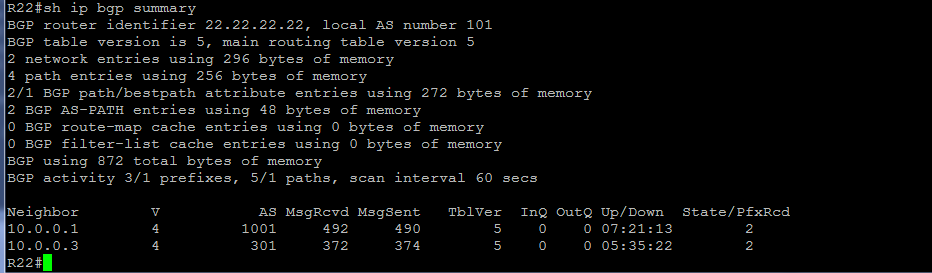 R22#sh ip bgp summary
BGP router identifier 22.22.22.22, local AS number 101
BGP table version is 5, main routing table version 5
2 network entries using 296 bytes of memory
4 path entries using 256 bytes of memory
2/1 BGP path/bestpath attribute entries using 272 bytes of memory
2 BGP AS-PATH entries using 48 bytes of memory
0 BGP route-map cache entries using 0 bytes of memory
0 BGP filter-list cache entries using 0 bytes of memory
BGP using 872 total bytes of memory
BGP activity 3/1 prefixes, 5/1 paths, scan interval 60 secs
Neighbor V AS MsgRcvd MsgSent TblVer InQ OutQ Up/Down State/PfxRcd
10.0.0.1 4 1001 492 490 5 0 0 07:21:13 2
10.0.0.3 4 301 372 374 5 0 0 05:35:22 2
R22#